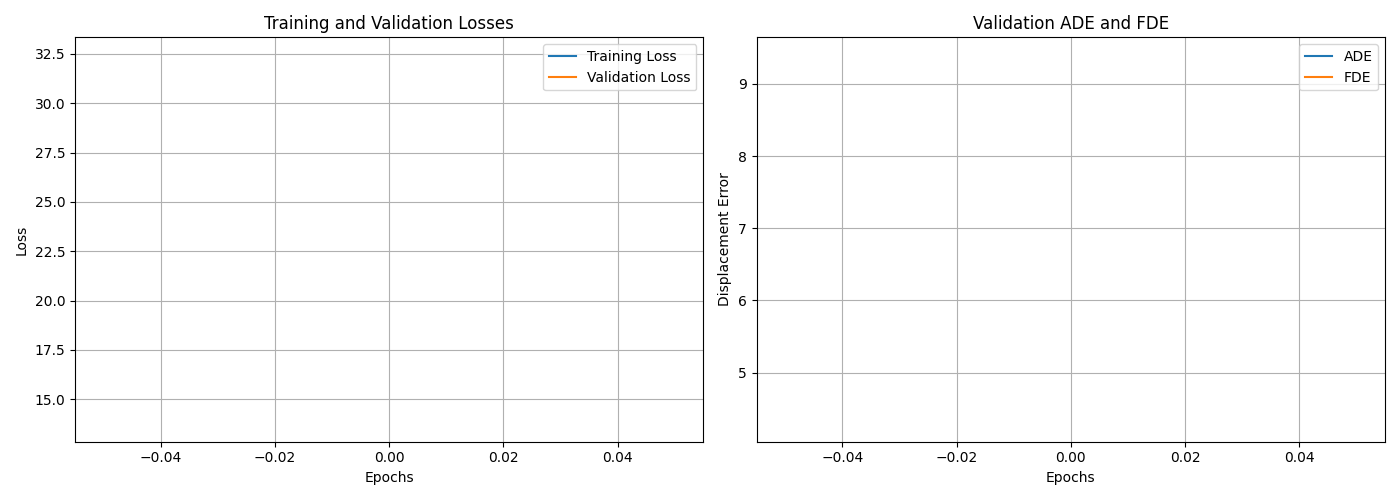 Training and Validation Losses
Training Loss
Validation Loss
32.5
30.0
27.5
25.0
22.5
20.0
17.5
15.0
Loss
−0.04 −0.02 0.00 0.02 0.04
Epochs
Validation ADE and FDE
ADE
FDE
9
8
7
6
5
Displacement Error
−0.04 −0.02 0.00 0.02 0.04
Epochs